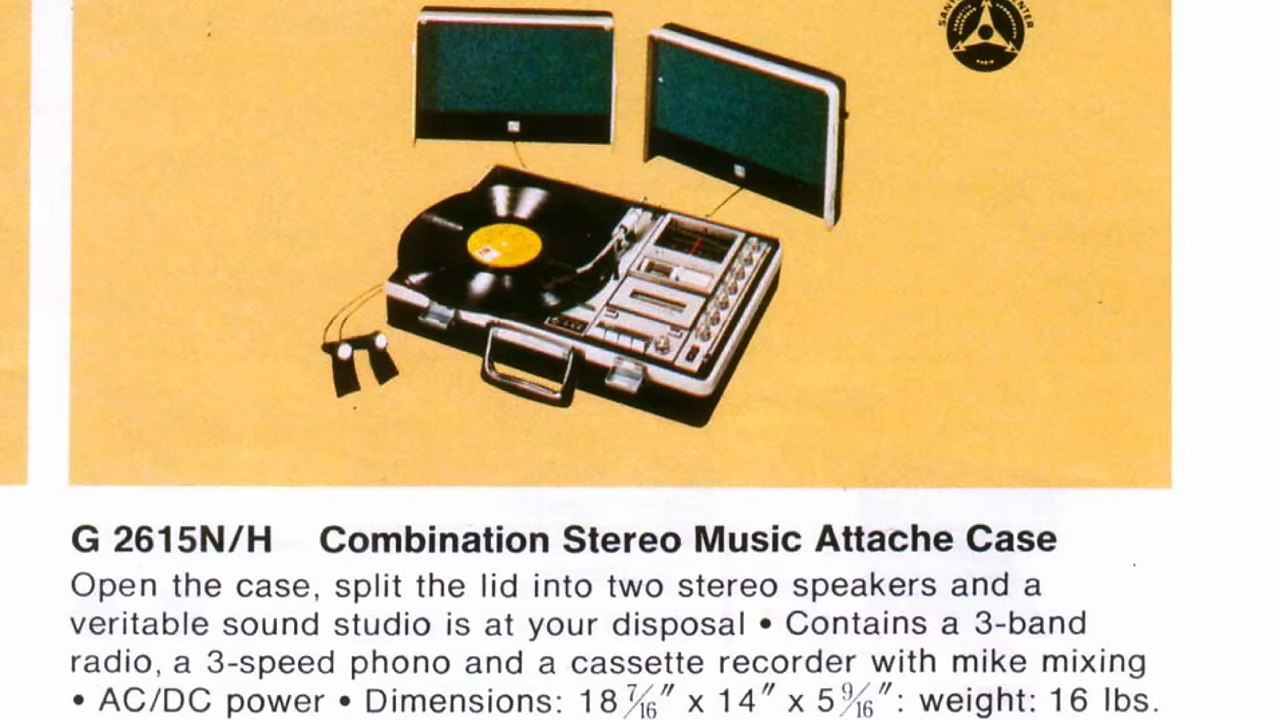 G 2615N/H Combination Stereo Music Attache Case
Open the case, split the lid into two stereo speakers and a
veritable sound studio is at your disposal • Contains a 3-band
radio, a 3-speed phono and a cassette recorder with mike mixing
• AC/DC power • Dimensions: 18 7/16″ x 14″ x 5 9/16″: weight: 16 lbs.